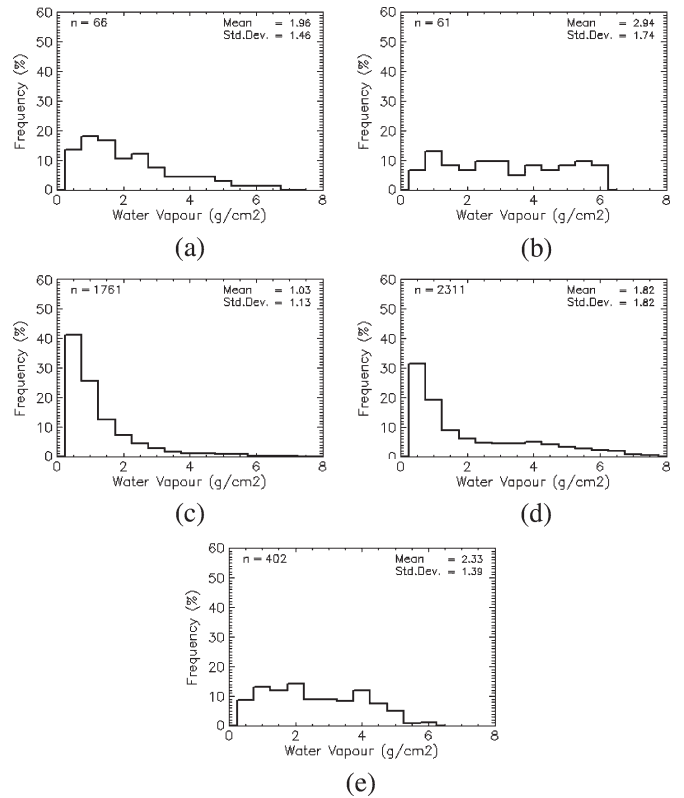 60 n = 66 Mean = 1.96
Std.Dev. = 1.46
50
40
30
20
10
0
Frequency (%)
0 2 4 6 8
Water Vapour (g/cm2)
(a)
60 n = 61 Mean = 2.94
Std.Dev. = 1.74
50
40
30
20
10
0
Frequency (%)
0 2 4 6 8
Water Vapour (g/cm2)
(b)
60 n = 1761 Mean = 1.03
Std.Dev. = 1.13
50
40
30
20
10
0
Frequency (%)
0 2 4 6 8
Water Vapour (g/cm2)
(c)
60 n = 2311 Mean = 1.82
Std.Dev. = 1.82
50
40
30
20
10
0
Frequency (%)
0 2 4 6 8
Water Vapour (g/cm2)
(d)
60 n = 402 Mean = 2.33
Std.Dev. = 1.39
50
40
30
20
10
0
Frequency (%)
0 2 4 6 8
Water Vapour (g/cm2)
(e)